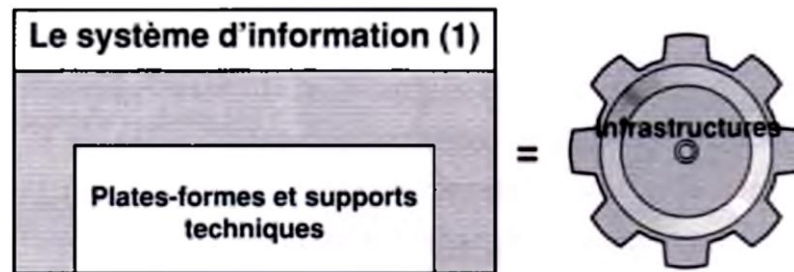 Le système d'information (1)
Plates-formes et supports
techniques
=
Infrastructures